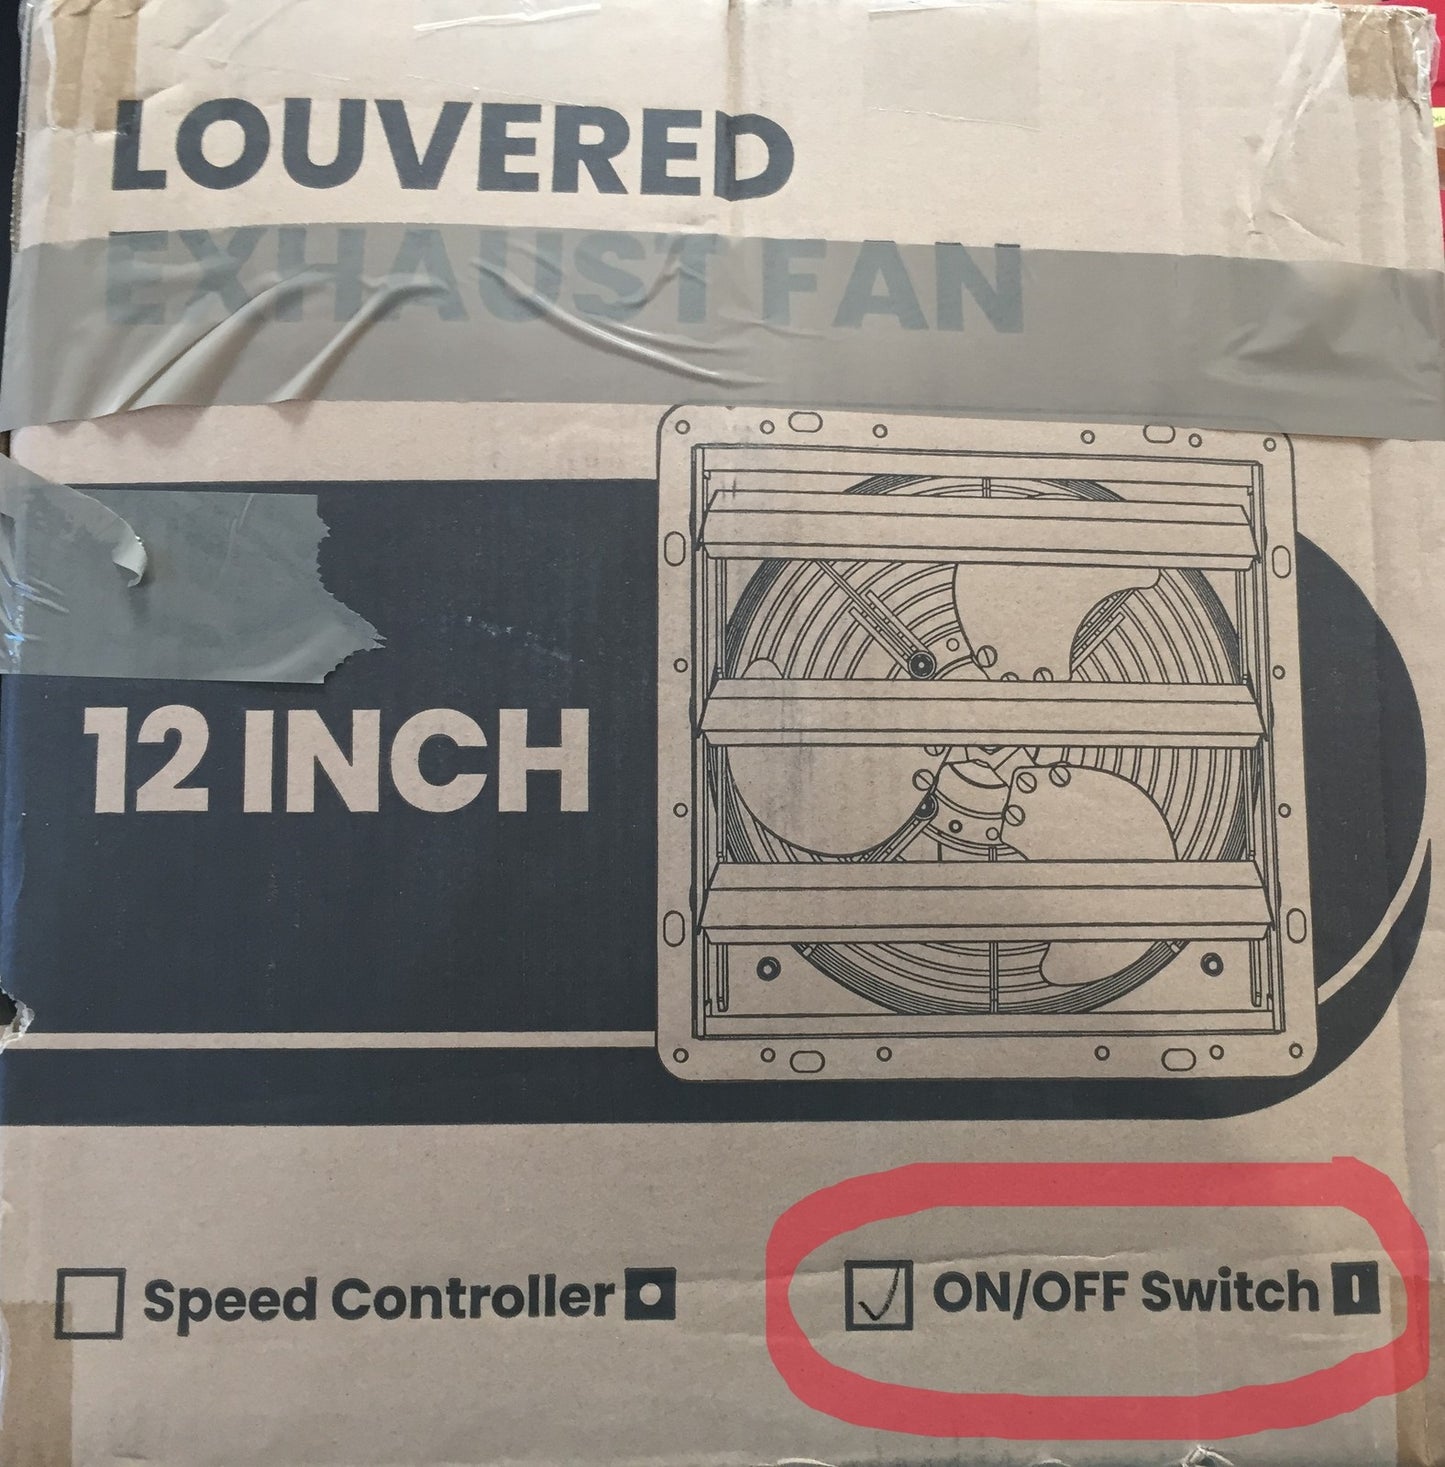 LOUVERED
EXHAUST FAN
12 INCH
Speed Controller
ON/OFF Switch